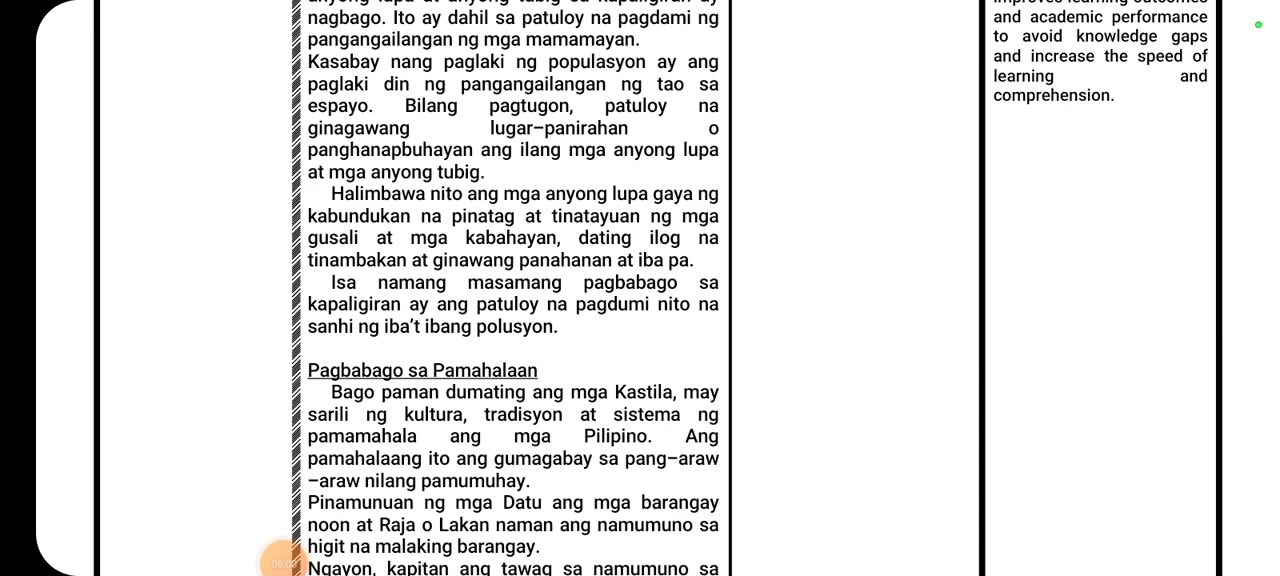 nagbago. Ito ay dahil sa patuloy na pagdami ng
pangangailangan ng mga mamamayan.
Kasabay nang paglaki ng populasyon ay ang
paglaki din ng pangangailangan ng tao sa
espayo. Bilang pagtugon, patuloy na
ginagawang lugar–panirahan o
panghanapbuhayan ang ilang mga anyong lupa
at mga anyong tubig.
Halimbawa nito ang mga anyong lupa gaya ng
kabundukan na pinatag at tinatayuan ng mga
gusali at mga kabahayan, dating ilog na
tinambakan at ginawang panahanan at iba pa.
Isa namang masamang pagbabago sa
kapaligiran ay ang patuloy na pagdumi nito na
sanhi ng iba’t ibang polusyon.
Pagbabago sa Pamahalaan
Bago paman dumating ang mga Kastila, may
sarili ng kultura, tradisyon at sistema ng
pamamahala ang mga Pilipino. Ang
pamahalaang ito ang gumagabay sa pang–araw
–araw nilang pamumuhay.
Pinamunuan ng mga Datu ang mga barangay
noon at Raja o Lakan naman ang namumuno sa
higit na malaking barangay.
Ngayon, kapitan ang tawag sa namumuno sa
improves learning outcomes
and academic performance
to avoid knowledge gaps
and increase the speed of
learning and
comprehension.